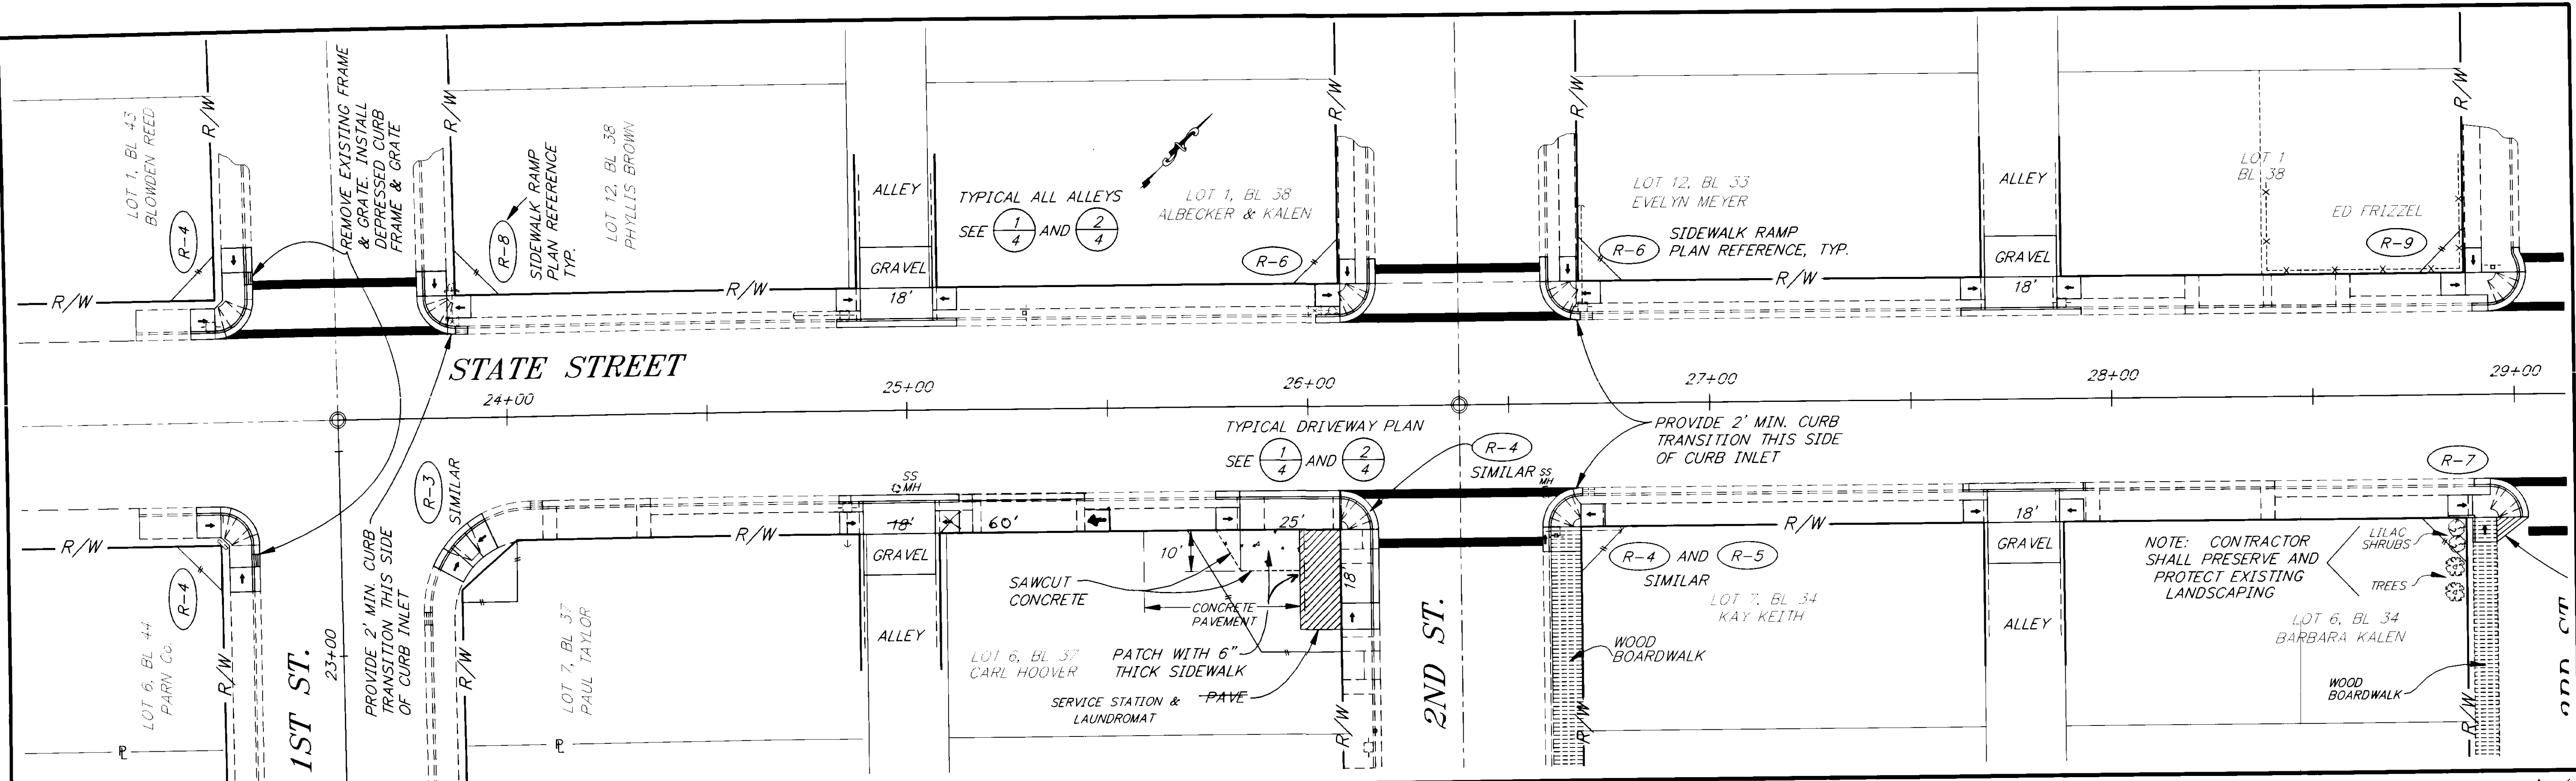 LOT 1, BL 43
BLOWDEN REED
R/W
R-4
REMOVE EXISTING FRAME
& GRATE. INSTALL
DEPRESSED CURB
FRAME & GRATE
R/W
R-8
SIDEWALK RAMP
PLAN REFERENCE
TYP.
LOT 12, BL 38
PHYLLIS BROWN
ALLEY
GRAVEL
18'
TYPICAL ALL ALLEYS
SEE 1/4 AND 2/4
LOT 1, BL 38
ALBECKER & KALEN
R-6
R/W
R/W
LOT 12, BL 33
EVELYN MEYER
R-6
SIDEWALK RAMP
PLAN REFERENCE, TYP.
ALLEY
GRAVEL
18'
LOT 1
BL 38
ED FRIZZEL
R-9
R/W
R/W
R/W
R/W
STATE STREET
24+00
25+00
26+00
27+00
28+00
29+00
PROVIDE 2' MIN. CURB
TRANSITION THIS SIDE
OF CURB INLET
TYPICAL DRIVEWAY PLAN
SEE 1/4 AND 2/4
R-4
SIMILAR
SS
MH
SS
MH
R-3
SIMILAR
R-7
R/W
R-4
LOT 6, BL 44
PARN Co.
R/W
℄
1ST ST.
23+00
PROVIDE 2' MIN. CURB
TRANSITION THIS SIDE
OF CURB INLET
R/W
℄
LOT 7, BL 37
PAUL TAYLOR
R/W
18'
60'
GRAVEL
ALLEY
10'
25'
18'
SAWCUT
CONCRETE
CONCRETE
PAVEMENT
LOT 6, BL 37
CARL HOOVER
PATCH WITH 6"
THICK SIDEWALK
SERVICE STATION &
LAUNDROMAT
PAVE
R/W
2ND ST.
R/W
R-4 AND R-5
SIMILAR
LOT 7, BL 34
KAY KEITH
WOOD
BOARDWALK
R/W
18'
GRAVEL
ALLEY
NOTE: CONTRACTOR
SHALL PRESERVE AND
PROTECT EXISTING
LANDSCAPING
LILAC
SHRUBS
TREES
LOT 6, BL 34
BARBARA KALEN
WOOD
BOARDWALK
R/W